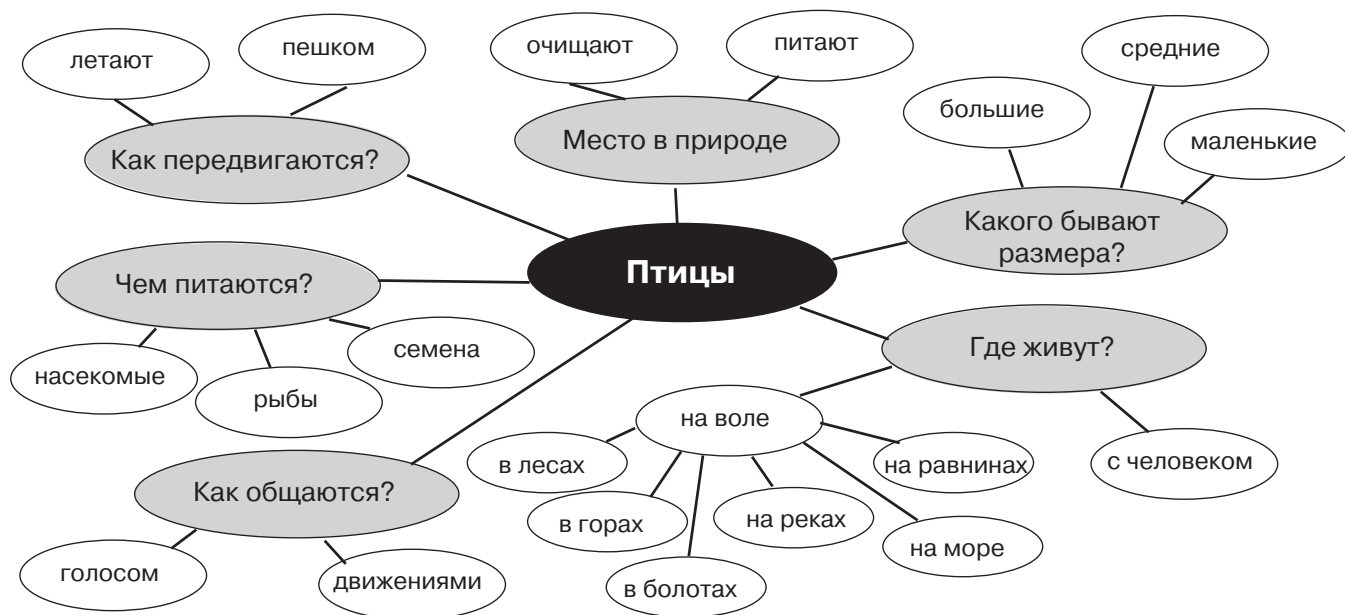 летают
пешком
Как передвигаются?
очищают
питают
Место в природе
большие
средние
маленькие
Какого бывают
размера?
Птицы
Чем питаются?
насекомые
рыбы
семена
Где живут?
на воле
в лесах
в горах
в болотах
на реках
на море
на равнинах
с человеком
Как общаются?
голосом
движениями